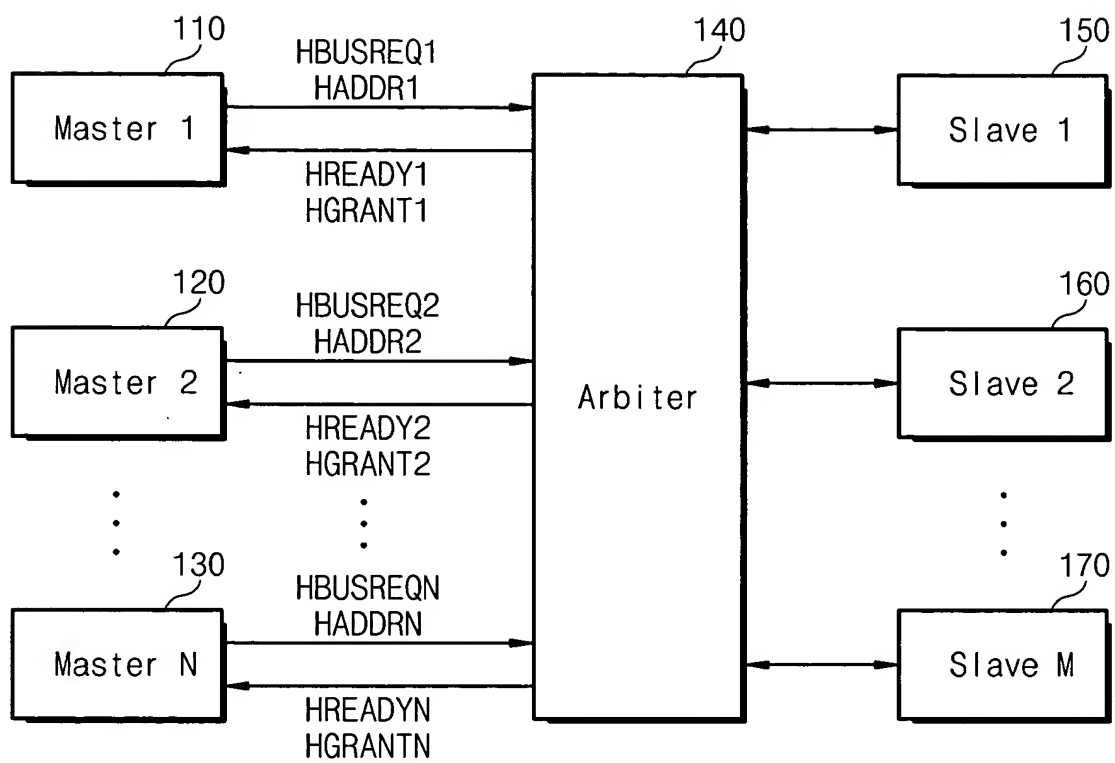 110
140
150
HBUSREQ1
HADDR1
Master 1
Slave 1
HREADY1
HGRANT1
120
160
HBUSREQ2
HADDR2
Master 2
Arbiter
Slave 2
HREADY2
HGRANT2
130
170
HBUSREQN
HADDRN
Master N
Slave M
HREADYN
HGRANTN